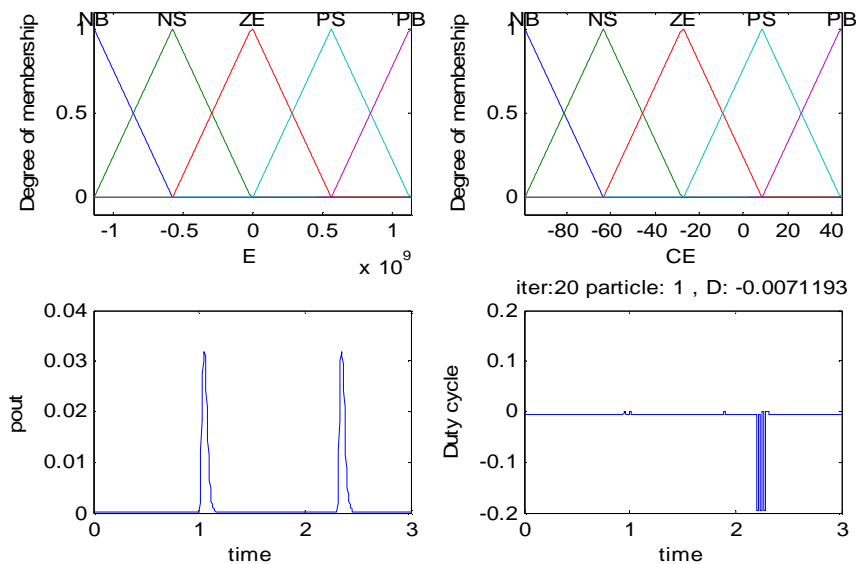 NB NS ZE PS PB
1
0.5
0
Degree of membership
-1 -0.5 0 0.5 1
E
x 10^9
NB NS ZE PS PB
1
0.5
0
Degree of membership
-80 -60 -40 -20 0 20 40
CE
0.04
0.03
0.02
0.01
0
pout
0 1 2 3
time
iter:20 particle: 1 , D: -0.0071193
0.2
0.1
0
-0.1
-0.2
Duty cycle
0 1 2 3
time